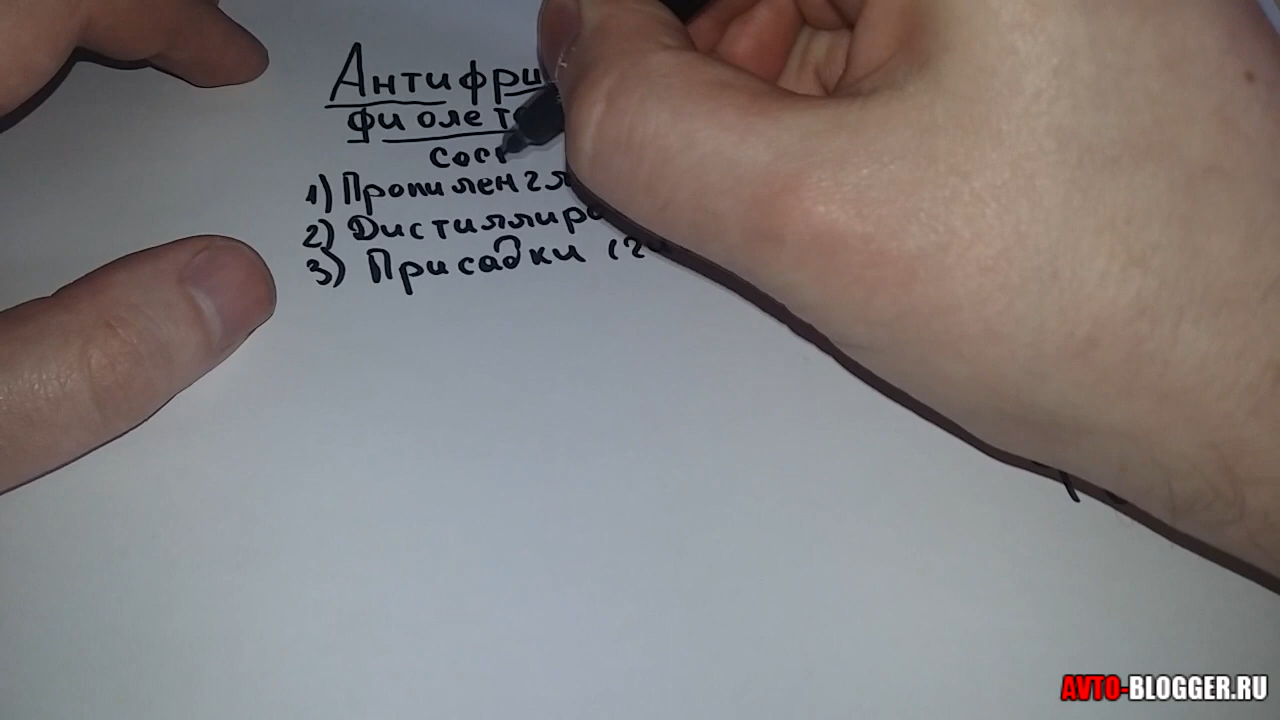 Антифри
фиолет
сост
1) Пропиленгл
2) Дистиллиро
3) Присадки (
AVTO-BLOGGER.RU